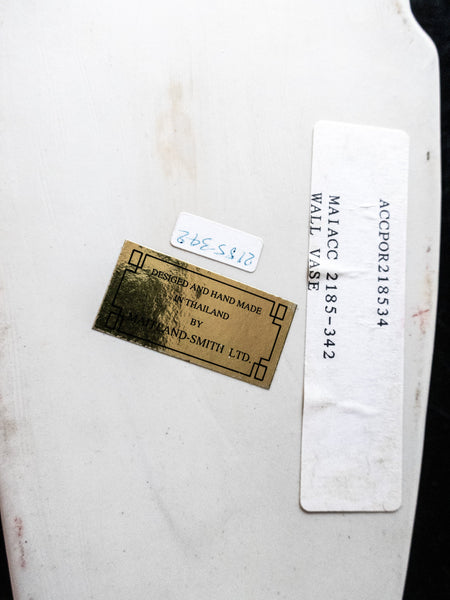 2185-342
DESIGED AND HAND MADE
IN THAILAND
BY
MAITLAND-SMITH LTD.
ACCPOR218534
MAIACC 2185-342
WALL VASE